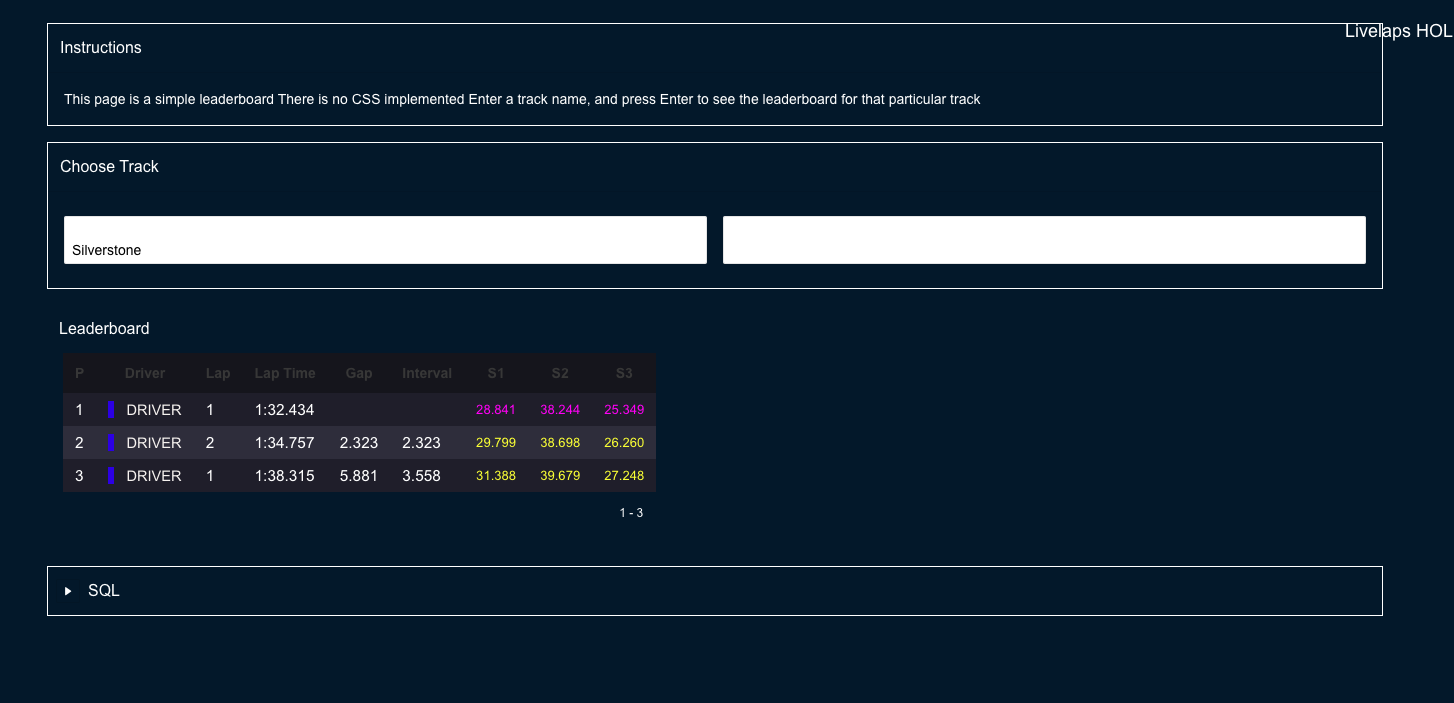 Livelaps HOL
Instructions
This page is a simple leaderboard There is no CSS implemented Enter a track name, and press Enter to see the leaderboard for that particular track
Choose Track
Silverstone
Leaderboard
P Driver Lap Lap Time Gap Interval S1 S2 S3
1 DRIVER 1 1:32.434 28.841 38.244 25.349
2 DRIVER 2 1:34.757 2.323 2.323 29.799 38.698 26.260
3 DRIVER 1 1:38.315 5.881 3.558 31.388 39.679 27.248
1 - 3
SQL